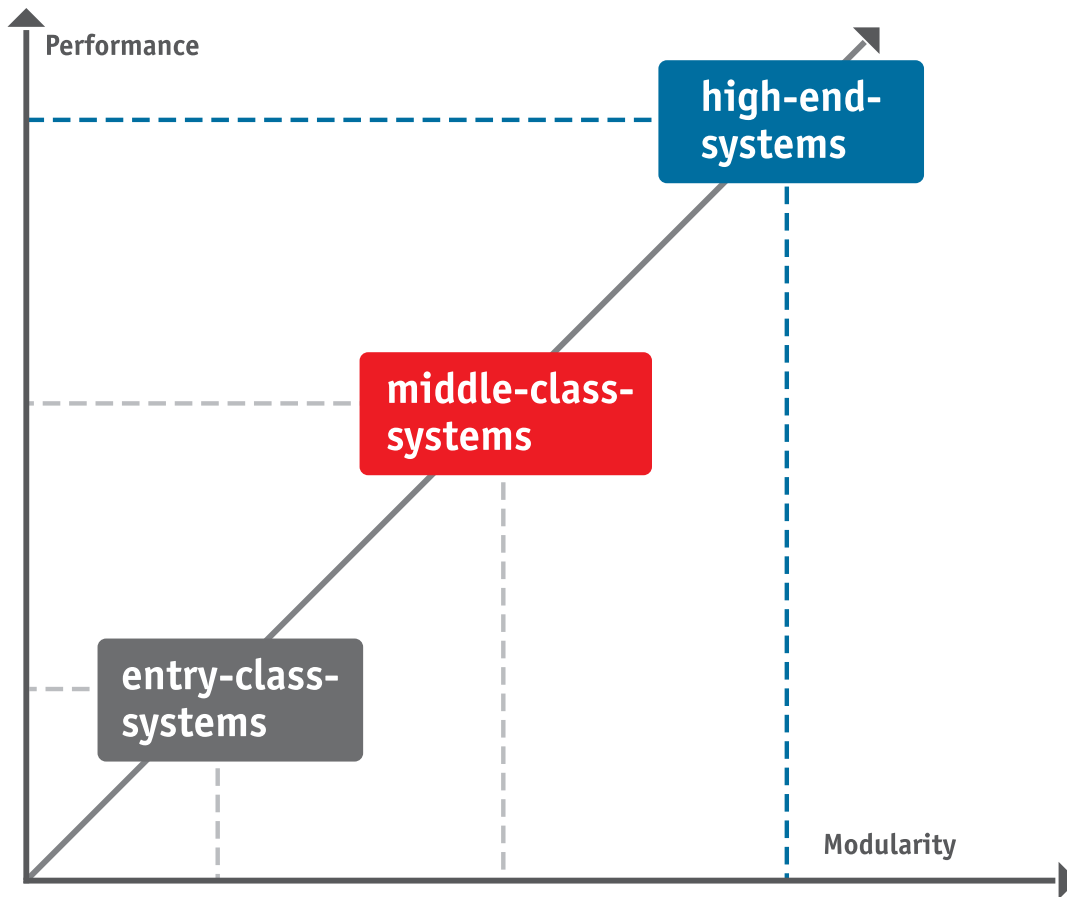 Performance
high-end-
systems
middle-class-
systems
entry-class-
systems
Modularity